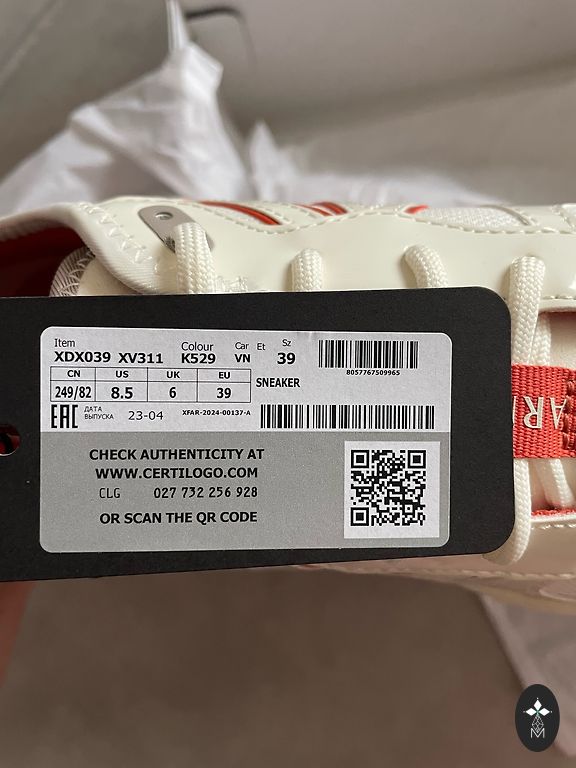 Item Colour Car Et Sz
XDX039 XV311 K529 VN 39
8057767509965
CN US UK EU
249/82 8.5 6 39
SNEAKER
EAC ДАТА ВЫПУСКА 23-04 XFAR-2024-00137-A
CHECK AUTHENTICITY AT
WWW.CERTILOGO.COM
CLG 027 732 256 928
OR SCAN THE QR CODE
AR
M